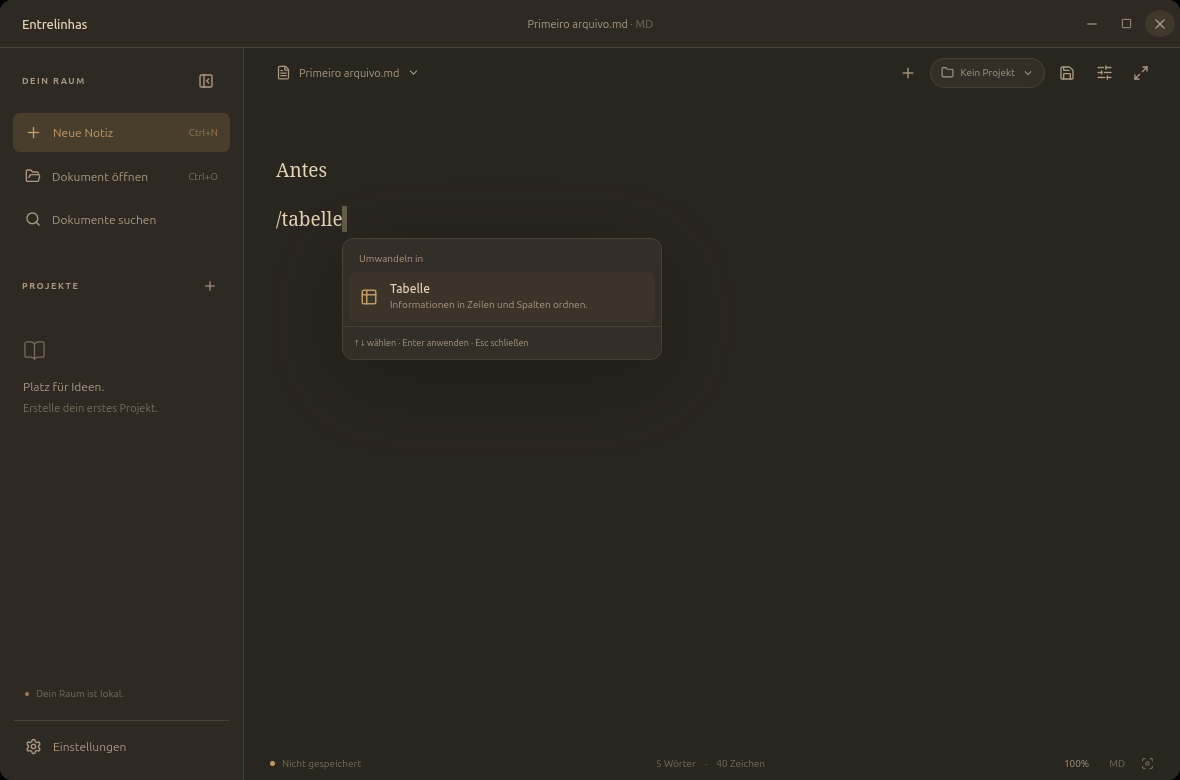 Entrelinhas
Primeiro arquivo.md · MD
DEIN RAUM
Neue Notiz Ctrl+N
Dokument öffnen Ctrl+O
Dokumente suchen
PROJEKTE
Platz für Ideen.
Erstelle dein erstes Projekt.
Dein Raum ist lokal.
Einstellungen
Primeiro arquivo.md
Kein Projekt
Antes
/tabelle
Umwandeln in
Tabelle
Informationen in Zeilen und Spalten ordnen.
↑↓ wählen · Enter anwenden · Esc schließen
Nicht gespeichert
5 Wörter · 40 Zeichen
100% MD